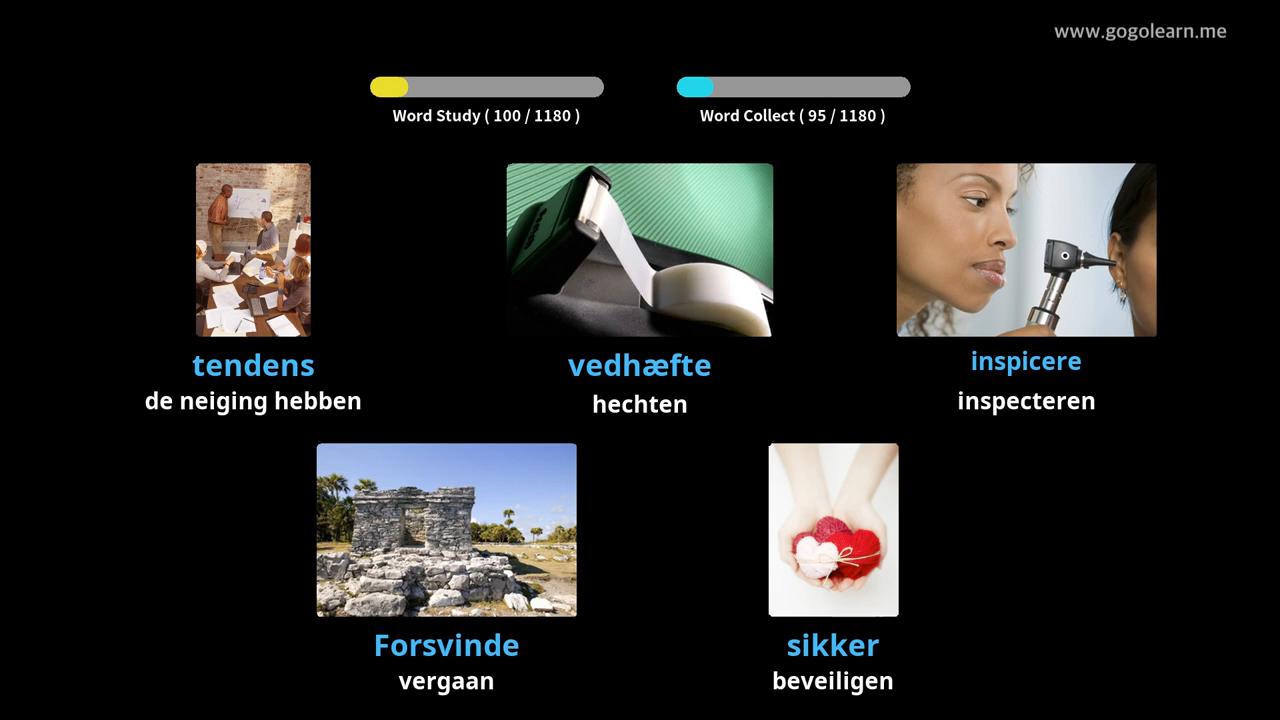 www.gogolearn.me
Word Study ( 100 / 1180 )
Word Collect ( 95 / 1180 )
tendens
de neiging hebben
vedhæfte
hechten
inspicere
inspecteren
Forsvinde
vergaan
sikker
beveiligen